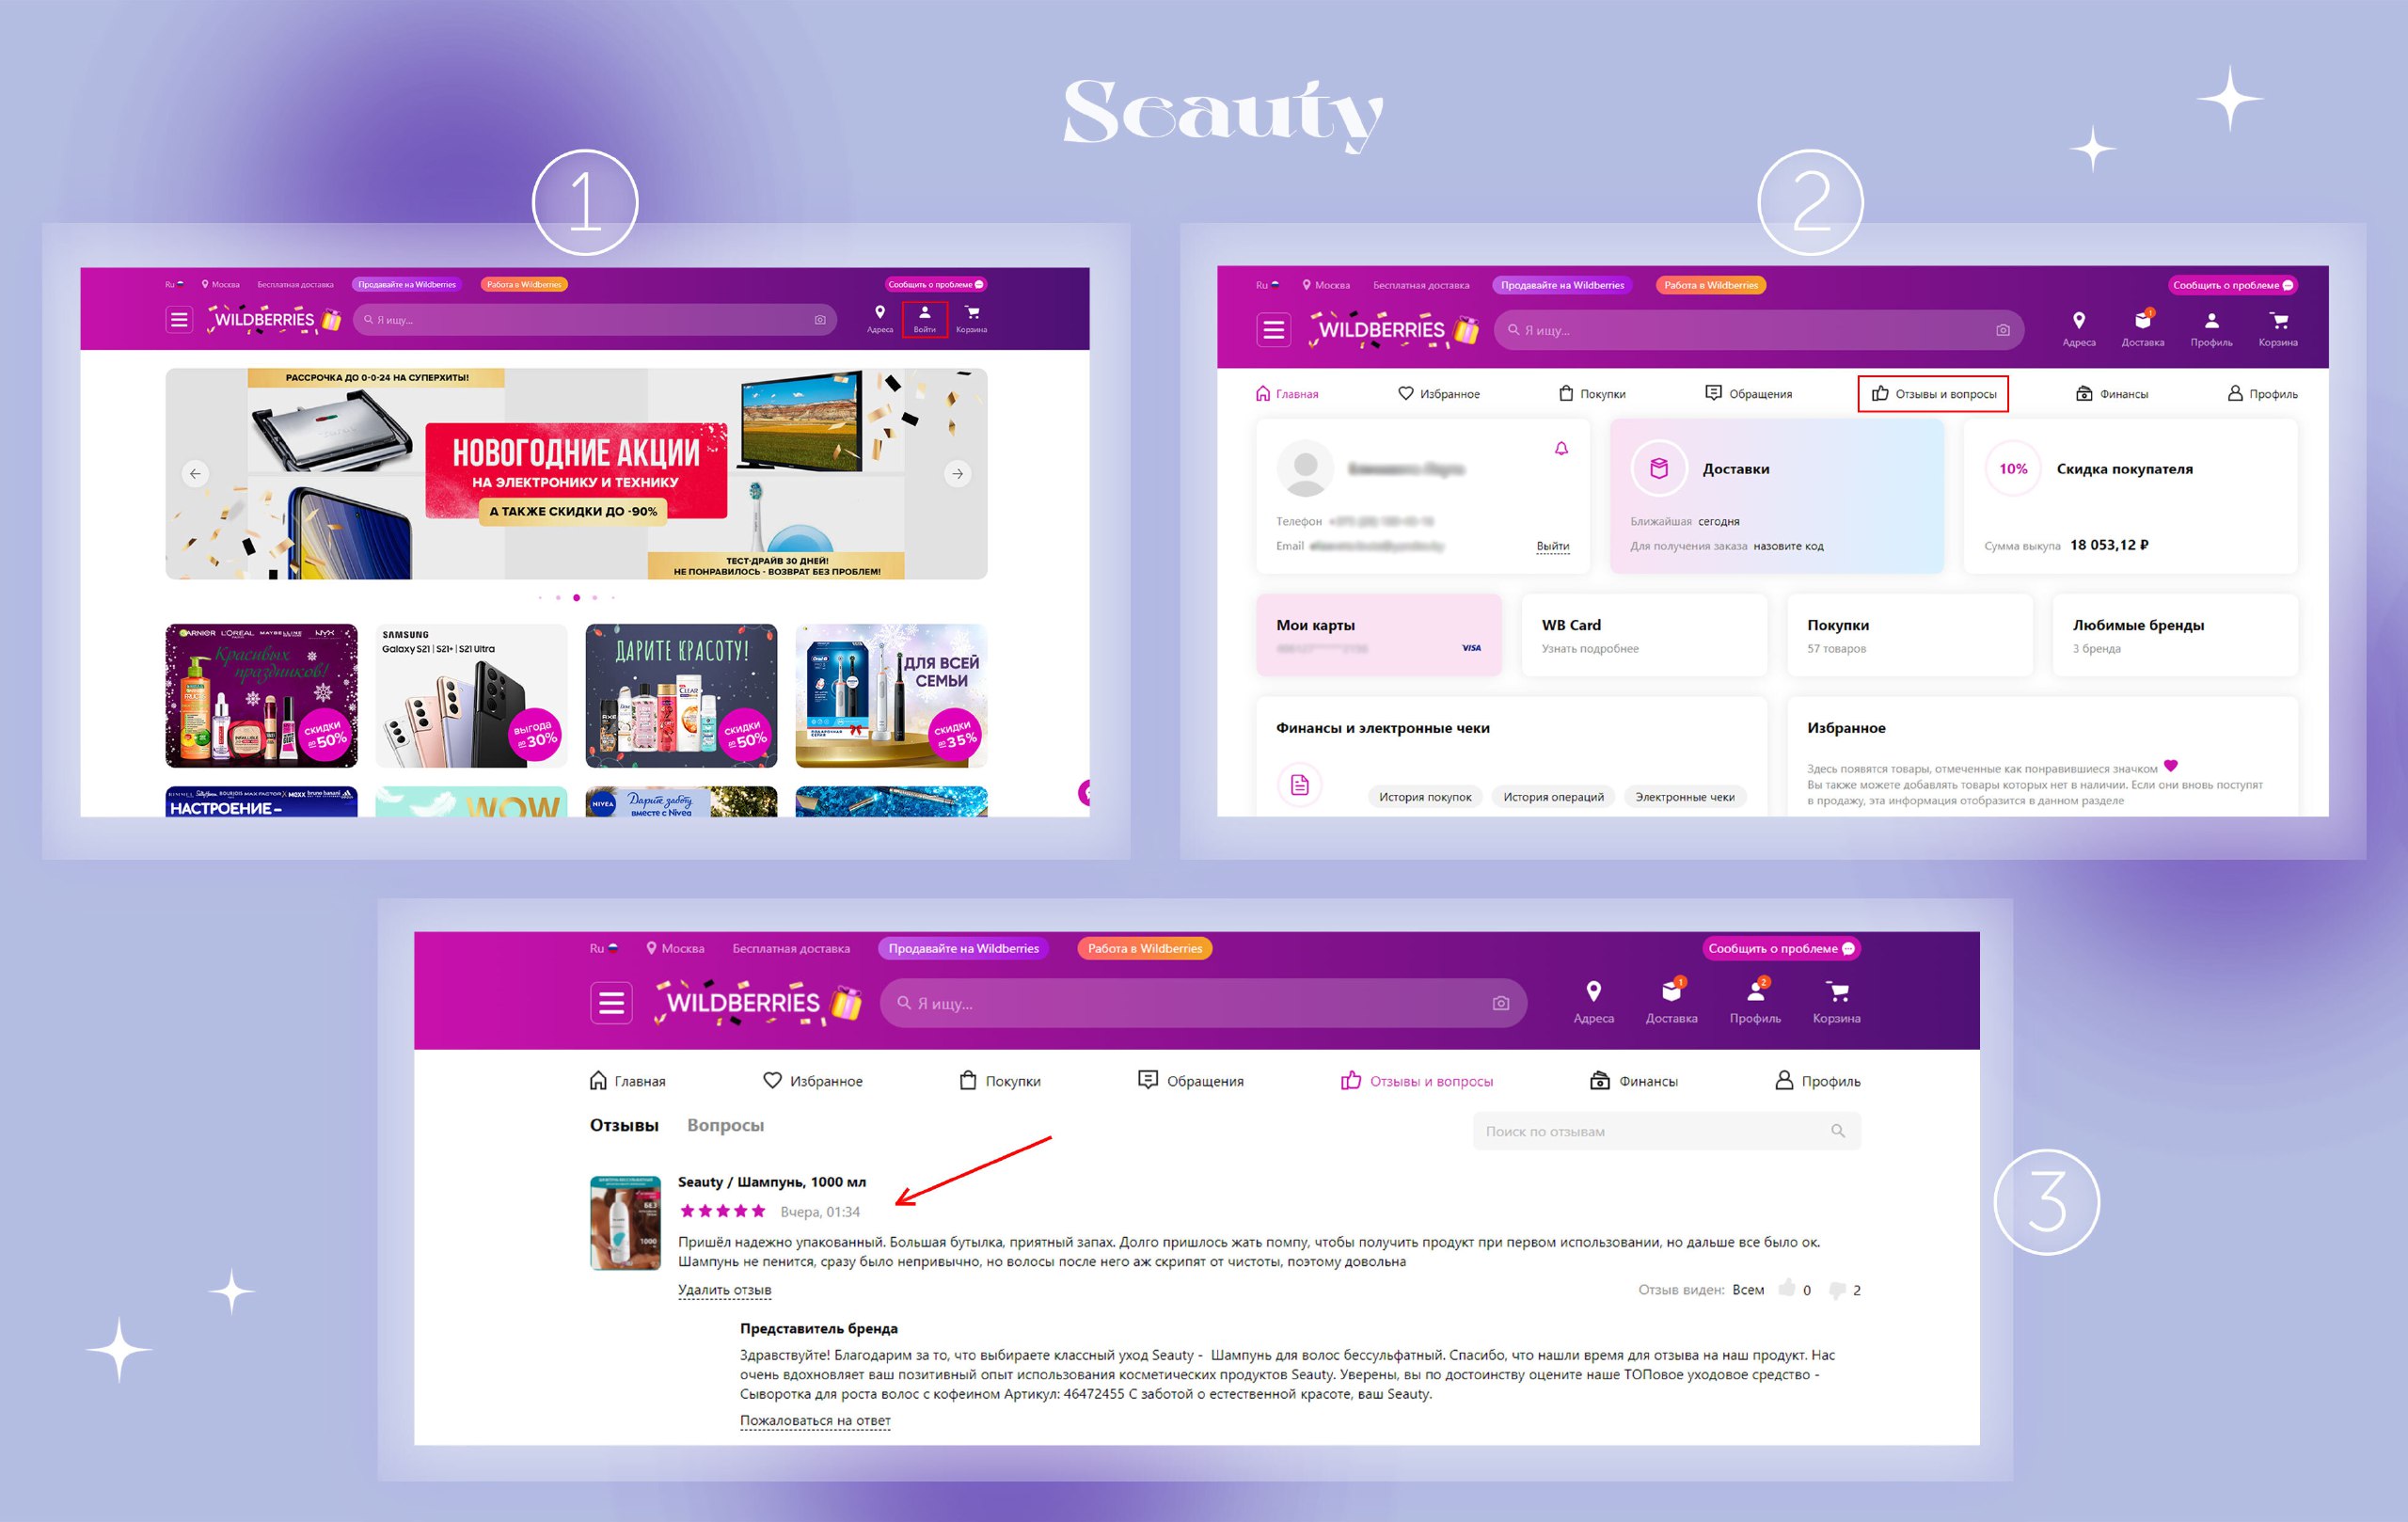 Seauty
1
Ru Москва Бесплатная доставка Продавайте на Wildberries Работа в Wildberries Сообщить о проблеме
WILDBERRIES Я ищу... Адреса Войти Корзина
РАССРОЧКА ДО 0-0-24 НА СУПЕРХИТЫ!
НОВОГОДНИЕ АКЦИИ
НА ЭЛЕКТРОНИКУ И ТЕХНИКУ
А ТАКЖЕ СКИДКИ ДО -90%
ТЕСТ-ДРАЙВ 30 ДНЕЙ!
НЕ ПОНРАВИЛОСЬ - ВОЗВРАТ БЕЗ ПРОБЛЕМ!
GARNIER L'ORÉAL MAYBELLINE NYX
Красивых
праздников!
СКИДКИ
до 50%
SAMSUNG
Galaxy S21 | S21+ | S21 Ultra
ВЫГОДА
до 30%
ДАРИТЕ КРАСОТУ!
AXE Dove CLEAR
СКИДКИ
до 50%
ДЛЯ ВСЕЙ
СЕМЬИ
СКИДКИ
до 35%
RIMMEL BOURJOIS MAX FACTOR MEXX bruno banani
НАСТРОЕНИЕ–
WOW
NIVEA
Дарите заботу
вместе с Nivea
2
Ru Москва Бесплатная доставка Продавайте на Wildberries Работа в Wildberries Сообщить о проблеме
WILDBERRIES Я ищу... Адреса 1 Доставка Профиль Корзина
Главная Избранное Покупки Обращения Отзывы и вопросы Финансы Профиль
Телефон
Email Выйти
Доставки
Ближайшая сегодня
Для получения заказа назовите код
10% Скидка покупателя
Сумма выкупа 18 053,12 ₽
Мои карты
VISA
WB Card
Узнать подробнее
Покупки
57 товаров
Любимые бренды
3 бренда
Финансы и электронные чеки
История покупок История операций Электронные чеки
Избранное
Здесь появятся товары, отмеченные как понравившиеся значком
Вы также можете добавлять товары которых нет в наличии. Если они вновь поступят
в продажу, эта информация отобразится в данном разделе
3
Ru Москва Бесплатная доставка Продавайте на Wildberries Работа в Wildberries Сообщить о проблеме
WILDBERRIES Я ищу... Адреса 1 Доставка 2 Профиль Корзина
Главная Избранное Покупки Обращения Отзывы и вопросы Финансы Профиль
Отзывы Вопросы Поиск по отзывам
БЕЗ
1000
Seauty / Шампунь, 1000 мл
Вчера, 01:34
Пришёл надежно упакованный. Большая бутылка, приятный запах. Долго пришлось жать помпу, чтобы получить продукт при первом использовании, но дальше все было ок.
Шампунь не пенится, сразу было непривычно, но волосы после него аж скрипят от чистоты, поэтому довольна
Удалить отзыв Отзыв виден: Всем 0 2
Представитель бренда
Здравствуйте! Благодарим за то, что выбираете классный уход Seauty - Шампунь для волос бессульфатный. Спасибо, что нашли время для отзыва на наш продукт. Нас
очень вдохновляет ваш позитивный опыт использования косметических продуктов Seauty. Уверены, вы по достоинству оцените наше ТОПовое уходовое средство -
Сыворотка для роста волос с кофеином Артикул: 46472455 С заботой о естественной красоте, ваш Seauty.
Пожаловаться на ответ